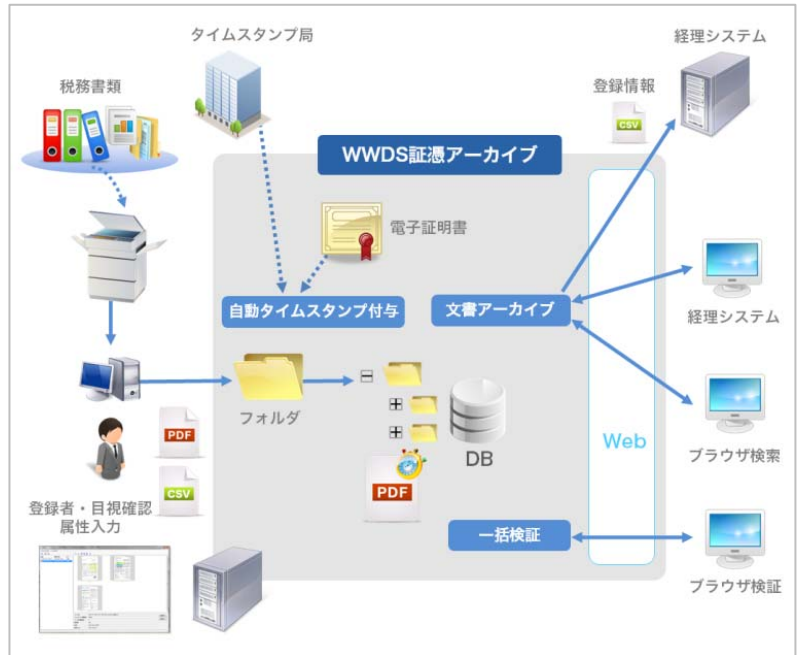 タイムスタンプ局
経理システム
税務書類
登録情報
CSV
WWDS証憑アーカイブ
電子証明書
自動タイムスタンプ付与
文書アーカイブ
経理システム
フォルダ
DB
PDF
PDF
CSV
Web
ブラウザ検索
登録者・目視確認
属性入力
一括検証
ブラウザ検証